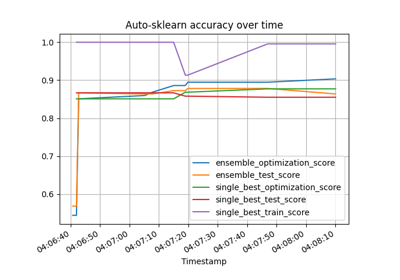 Auto-sklearn accuracy over time
1.0
0.9
0.8
0.7
0.6
ensemble_optimization_score
ensemble_test_score
single_best_optimization_score
single_best_test_score
single_best_train_score
04:06:40
04:06:50
04:07:00
04:07:10
04:07:20
04:07:30
04:07:40
04:07:50
04:08:00
04:08:10
Timestamp